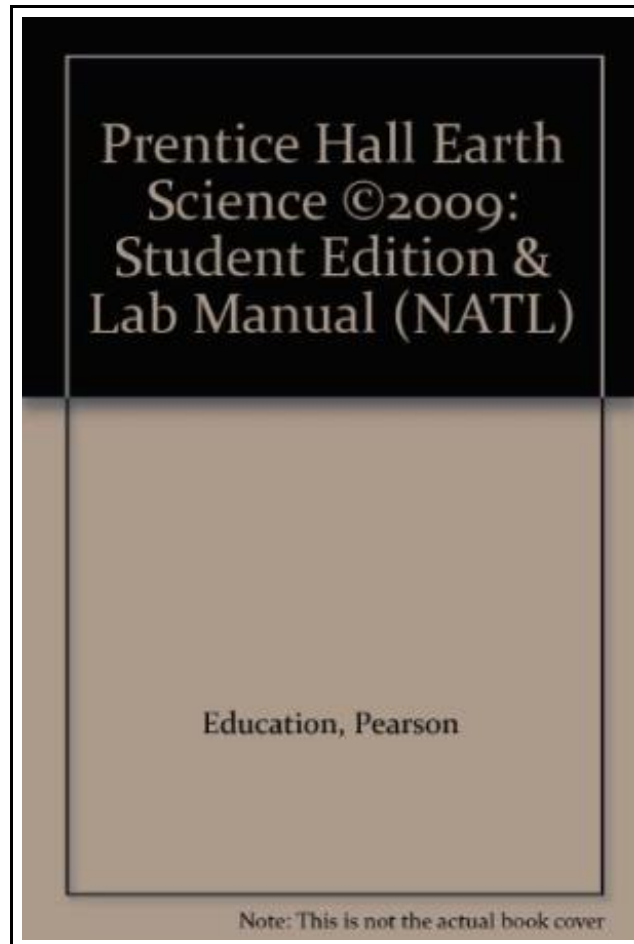 Prentice Hall Earth
Science ©2009:
Student Edition &
Lab Manual (NATL)
Education, Pearson
Note: This is not the actual book cover